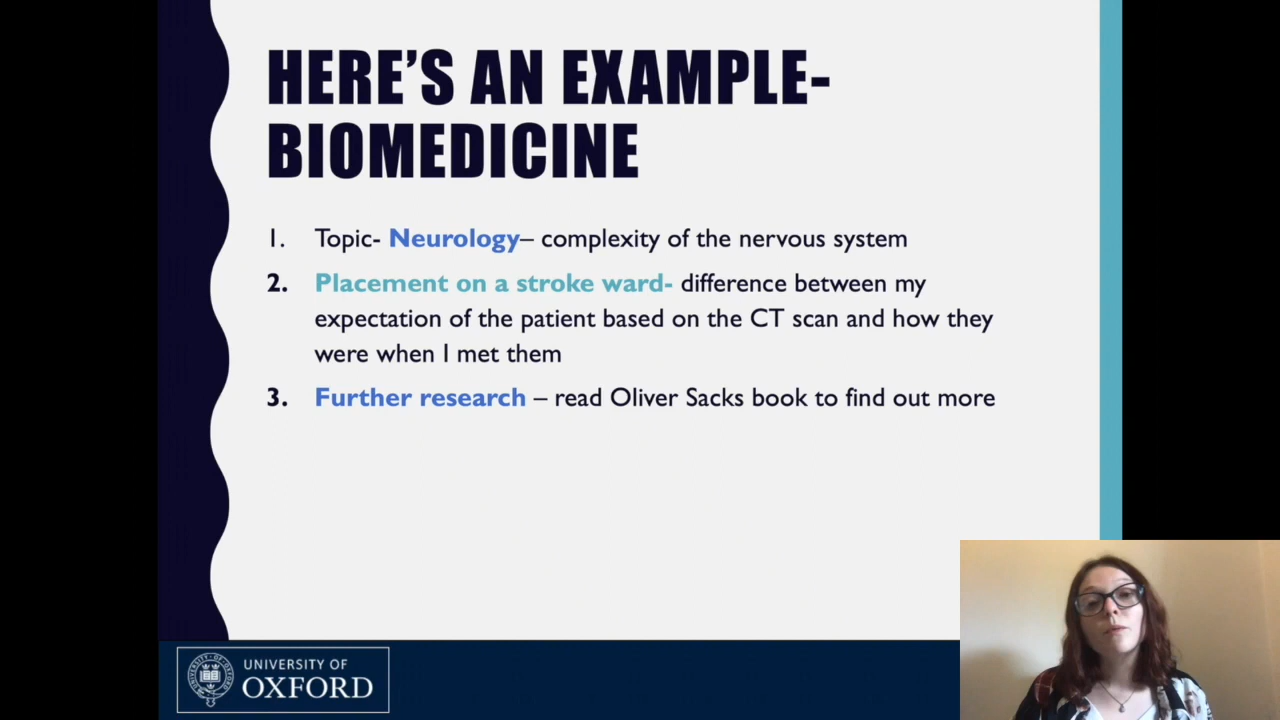 HERE'S AN EXAMPLE-
BIOMEDICINE
1. Topic- Neurology– complexity of the nervous system
2. Placement on a stroke ward- difference between my
expectation of the patient based on the CT scan and how they
were when I met them
3. Further research – read Oliver Sacks book to find out more
UNIVERSITY OF
OXFORD